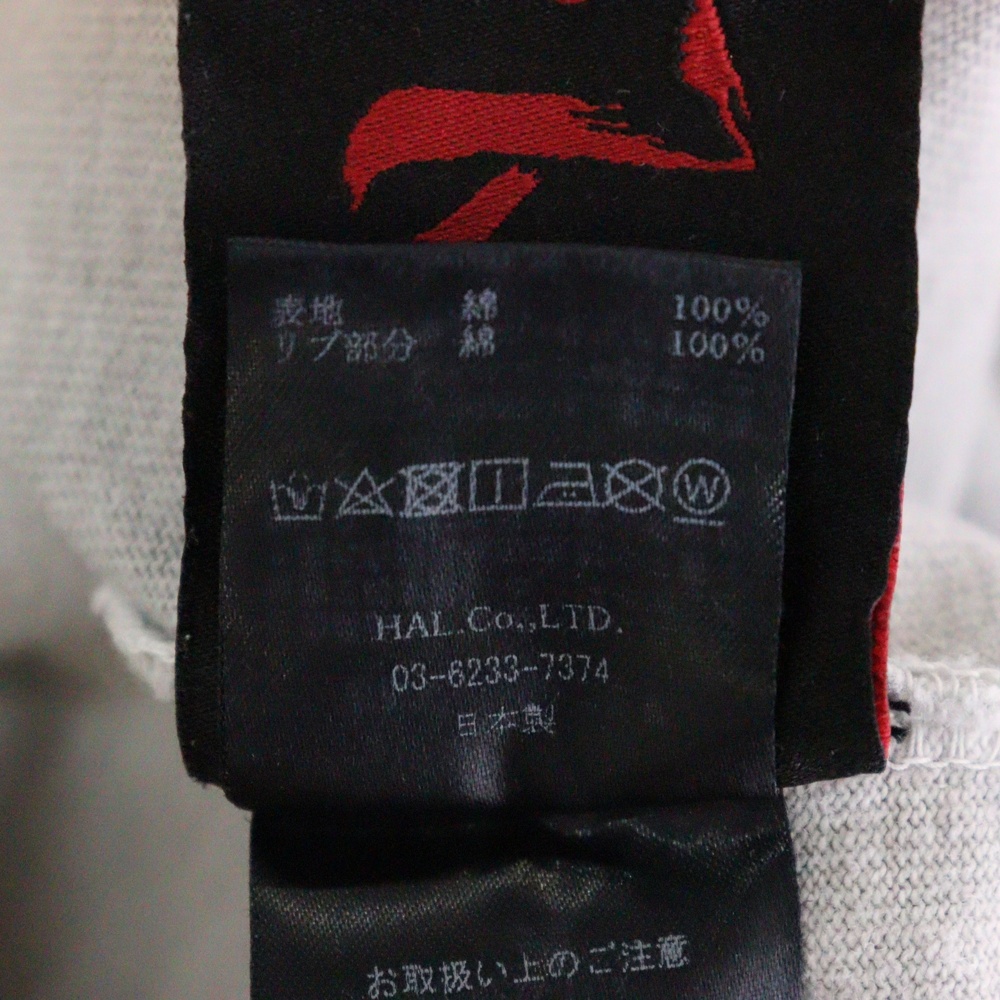 表地 綿 100%
リブ部分 綿 100%
W
HAL.Co.,LTD.
03-6233-7374
日本製
お取扱い上のご注意